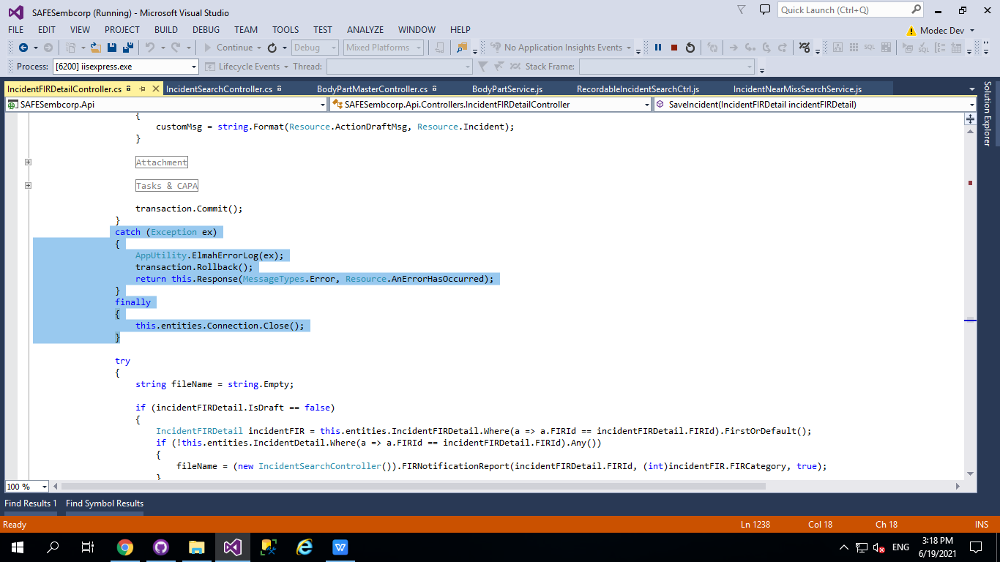 SAFESembcorp (Running) - Microsoft Visual Studio
Quick Launch (Ctrl+Q)
FILE EDIT VIEW PROJECT BUILD DEBUG TEAM TOOLS TEST ANALYZE WINDOW HELP
Modec Dev
Continue Debug Mixed Platforms No Application Insights Events SQL SQL
Process: [6200] iisexpress.exe Lifecycle Events Thread: Stack Frame:
IncidentFIRDetailController.cs IncidentSearchController.cs BodyPartMasterController.cs BodyPartService.js RecordableIncidentSearchCtrl.js IncidentNearMissSearchService.js
SAFESembcorp.Api SAFESembcorp.Api.Controllers.IncidentFIRDetailController SaveIncident(IncidentFIRDetail incidentFIRDetail)
Solution Explorer
{
customMsg = string.Format(Resource.ActionDraftMsg, Resource.Incident);
}
Attachment
Tasks & CAPA
transaction.Commit();
}
catch (Exception ex)
{
AppUtility.ElmahErrorLog(ex);
transaction.Rollback();
return this.Response(MessageTypes.Error, Resource.AnErrorHasOccurred);
}
finally
{
this.entities.Connection.Close();
}
try
{
string fileName = string.Empty;
if (incidentFIRDetail.IsDraft == false)
{
IncidentFIRDetail incidentFIR = this.entities.IncidentFIRDetail.Where(a => a.FIRId == incidentFIRDetail.FIRId).FirstOrDefault();
if (!this.entities.IncidentDetail.Where(a => a.FIRId == incidentFIRDetail.FIRId).Any())
{
fileName = (new IncidentSearchController()).FIRNotificationReport(incidentFIRDetail.FIRId, (int)incidentFIR.FIRCategory, true);
}
100 %
Find Results 1 Find Symbol Results
Ready Ln 1238 Col 18 Ch 18 INS
ENG 3:18 PM
6/19/2021